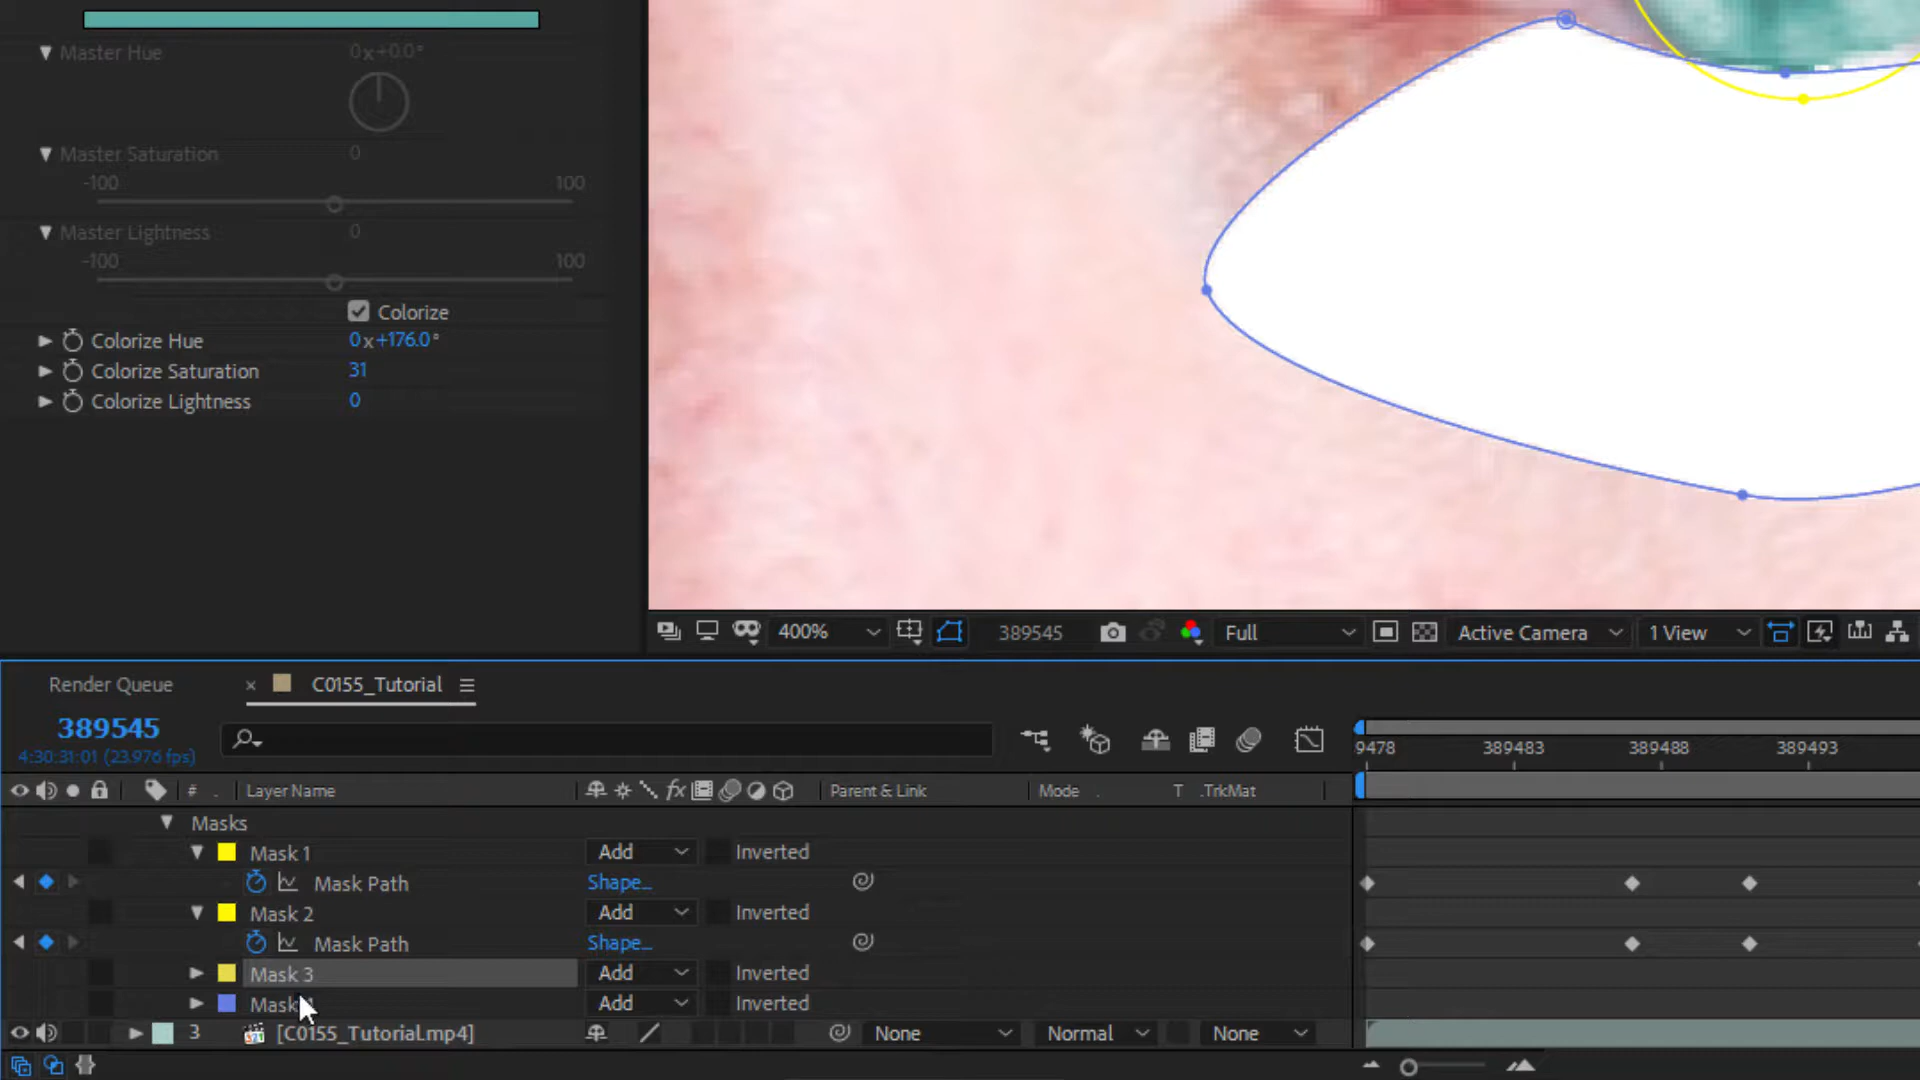 Master Hue 0x+0.0°
Master Saturation 0
-100 100
Master Lightness 0
-100 100
Colorize
Colorize Hue 0x+176.0°
Colorize Saturation 31
Colorize Lightness 0
400% 389545 Full Active Camera 1 View
Render Queue × C0155_Tutorial
389545
4:30:31:01 (23.976 fps)
9478 389483 389488 389493
# . Layer Name fx Parent & Link Mode . T .TrkMat
Masks
Mask 1 Add Inverted
Mask Path Shape...
Mask 2 Add Inverted
Mask Path Shape...
Mask 3 Add Inverted
Mask Add Inverted
3 [C0155_Tutorial.mp4] None Normal None